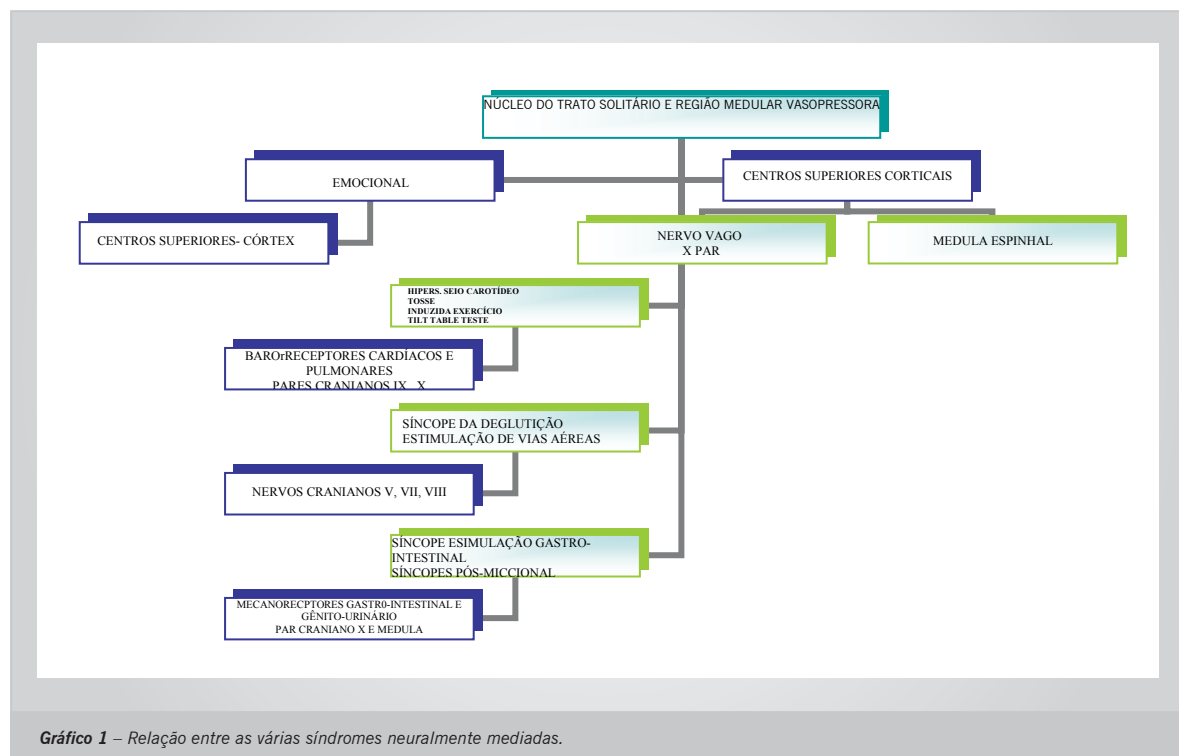 NÚCLEO DO TRATO SOLITÁRIO E REGIÃO MEDULAR VASOPRESSORA
EMOCIONAL
CENTROS SUPERIORES CORTICAIS
CENTROS SUPERIORES- CÓRTEX
NERVO VAGO
X PAR
MEDULA ESPINHAL
HIPERS. SEIO CAROTÍDEO
TOSSE
INDUZIDA EXERCÍCIO
TILT TABLE TESTE
BAROrRECEPTORES CARDÍACOS E
PULMONARES
PARES CRANIANOS IX, X
SÍNCOPE DA DEGLUTIÇÃO
ESTIMULAÇÃO DE VIAS AÉREAS
NERVOS CRANIANOS V, VII, VIII
SÍNCOPE ESIMULAÇÃO GASTRO-
INTESTINAL
SÍNCOPES PÓS-MICCIONAL
MECANORECPTORES GASTR0-INTESTINAL E
GÊNITO-URINÁRIO
PAR CRANIANO X E MEDULA
Gráfico 1 – Relação entre as várias síndromes neuralmente mediadas.